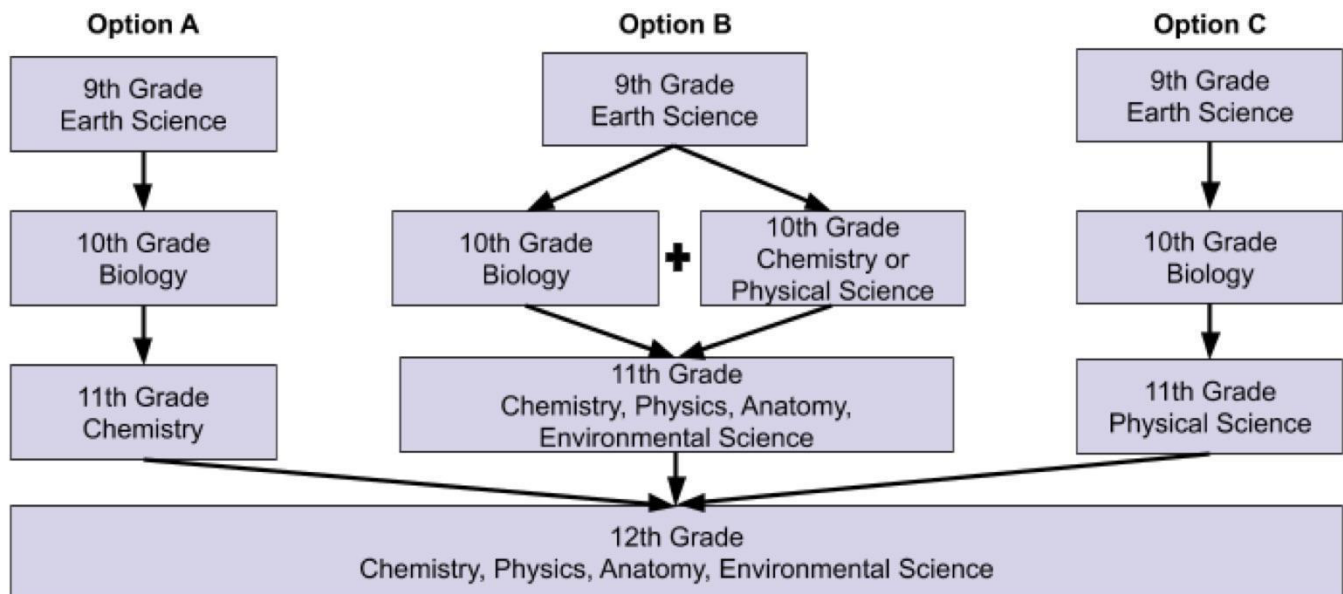 Option A
Option B
Option C
9th Grade
Earth Science
9th Grade
Earth Science
9th Grade
Earth Science
10th Grade
Biology
10th Grade
Biology
10th Grade
Chemistry or
Physical Science
10th Grade
Biology
11th Grade
Chemistry
11th Grade
Chemistry, Physics, Anatomy,
Environmental Science
11th Grade
Physical Science
12th Grade
Chemistry, Physics, Anatomy, Environmental Science